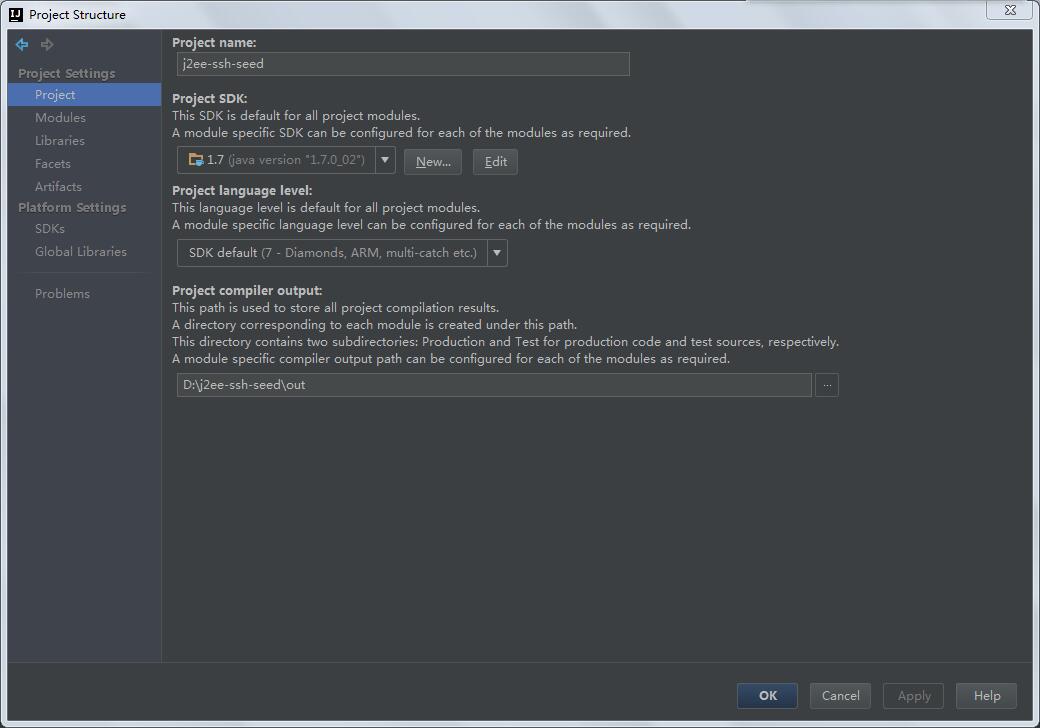 IJ Project Structure
Project Settings
Project
Modules
Libraries
Facets
Artifacts
Platform Settings
SDKs
Global Libraries
Problems
Project name:
j2ee-ssh-seed
Project SDK:
This SDK is default for all project modules.
A module specific SDK can be configured for each of the modules as required.
1.7 (java version "1.7.0_02") New... Edit
Project language level:
This language level is default for all project modules.
A module specific language level can be configured for each of the modules as required.
SDK default (7 - Diamonds, ARM, multi-catch etc.)
Project compiler output:
This path is used to store all project compilation results.
A directory corresponding to each module is created under this path.
This directory contains two subdirectories: Production and Test for production code and test sources, respectively.
A module specific compiler output path can be configured for each of the modules as required.
D:\j2ee-ssh-seed\out ...
OK Cancel Apply Help